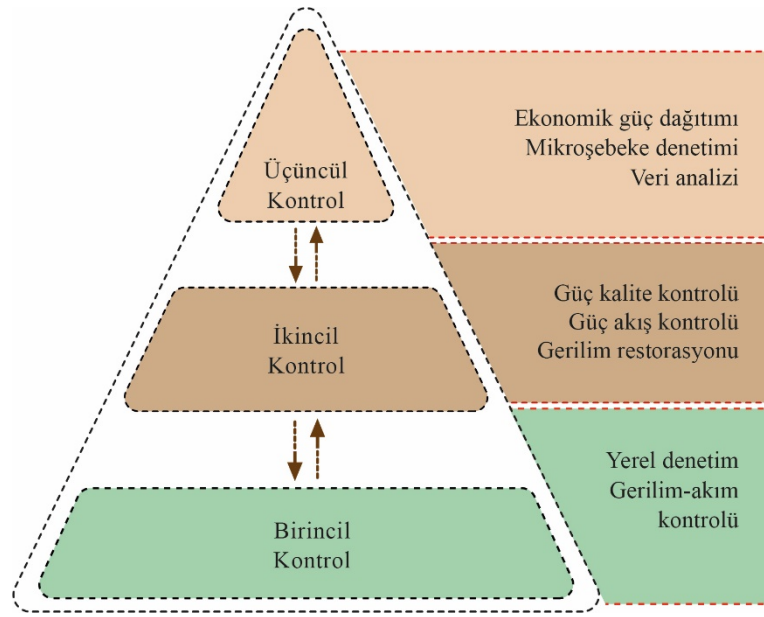 Üçüncül
Kontrol
Ekonomik güç dağıtımı
Mikroşebeke denetimi
Veri analizi
İkincil
Kontrol
Güç kalite kontrolü
Güç akış kontrolü
Gerilim restorasyonu
Birincil
Kontrol
Yerel denetim
Gerilim-akım
kontrolü